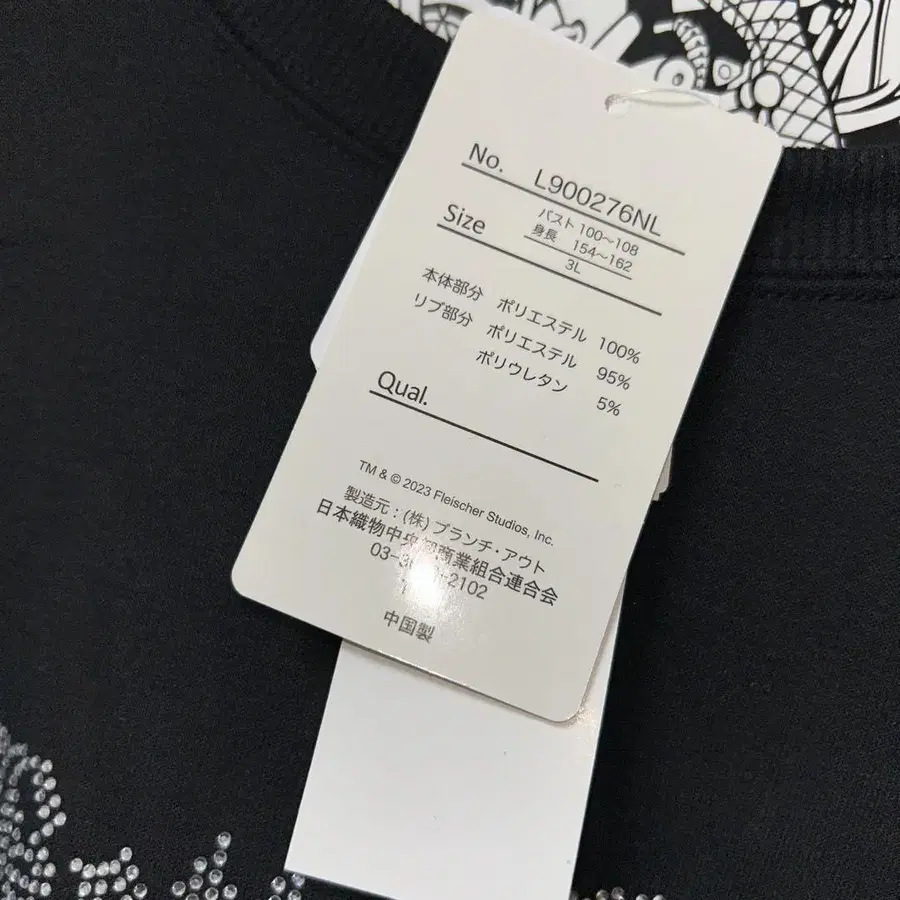 No. L900276NL
Size バスト 100～108
身長 154～162
3L
本体部分 ポリエステル 100%
リブ部分 ポリエステル 95%
ポリウレタン 5%
Qual.
TM & © 2023 Fleischer Studios, Inc.
製造元：(株) ブランチ・アウト
日本織物中央卸商業組合連合会
中国製